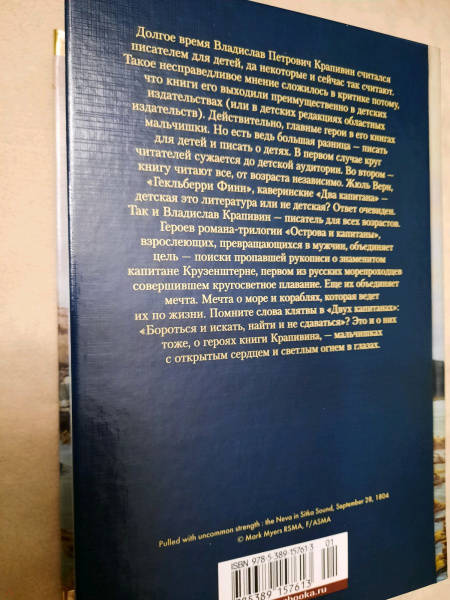 Долгое время Владислав Петрович Крапивин считался
писателем для детей, да некоторые и сейчас так считают.
Такое несправедливое мнение сложилось в критике потому,
что книги его выходили преимущественно в детских
издательствах (или в детских редакциях областных
издательств). Действительно, главные герои в его книгах
мальчишки. Но есть ведь большая разница — писать
для детей и писать о детях. В первом случае круг
читателей сужается до детской аудитории. Во втором —
книгу читают все, от возраста независимо. Жюль Верн,
«Гекльберри Финн», каверинские «Два капитана» —
детская это литература или не детская? Ответ очевиден.
Так и Владислав Крапивин — писатель для всех возрастов.
Героев романа-трилогии «Острова и капитаны»,
взрослеющих, превращающихся в мужчин, объединяет
цель — поиски пропавшей рукописи о знаменитом
капитане Крузенштерне, первом из русских морепроходцев
совершившем кругосветное плавание. Еще их объединяет
мечта. Мечта о море и кораблях, которая ведет
их по жизни. Помните слова клятвы в «Двух капитанах»:
«Бороться и искать, найти и не сдаваться»? Это и о них
тоже, о героях книги Крапивина, — мальчишках
с открытым сердцем и светлым огнем в глазах.
Pulled with uncommon strength : the Neva in Sitka Sound, September 28, 1804
© Mark Myers RSMA, F/ASMA
ISBN 978-5-389-15761-3
01
389 157613
booka.ru